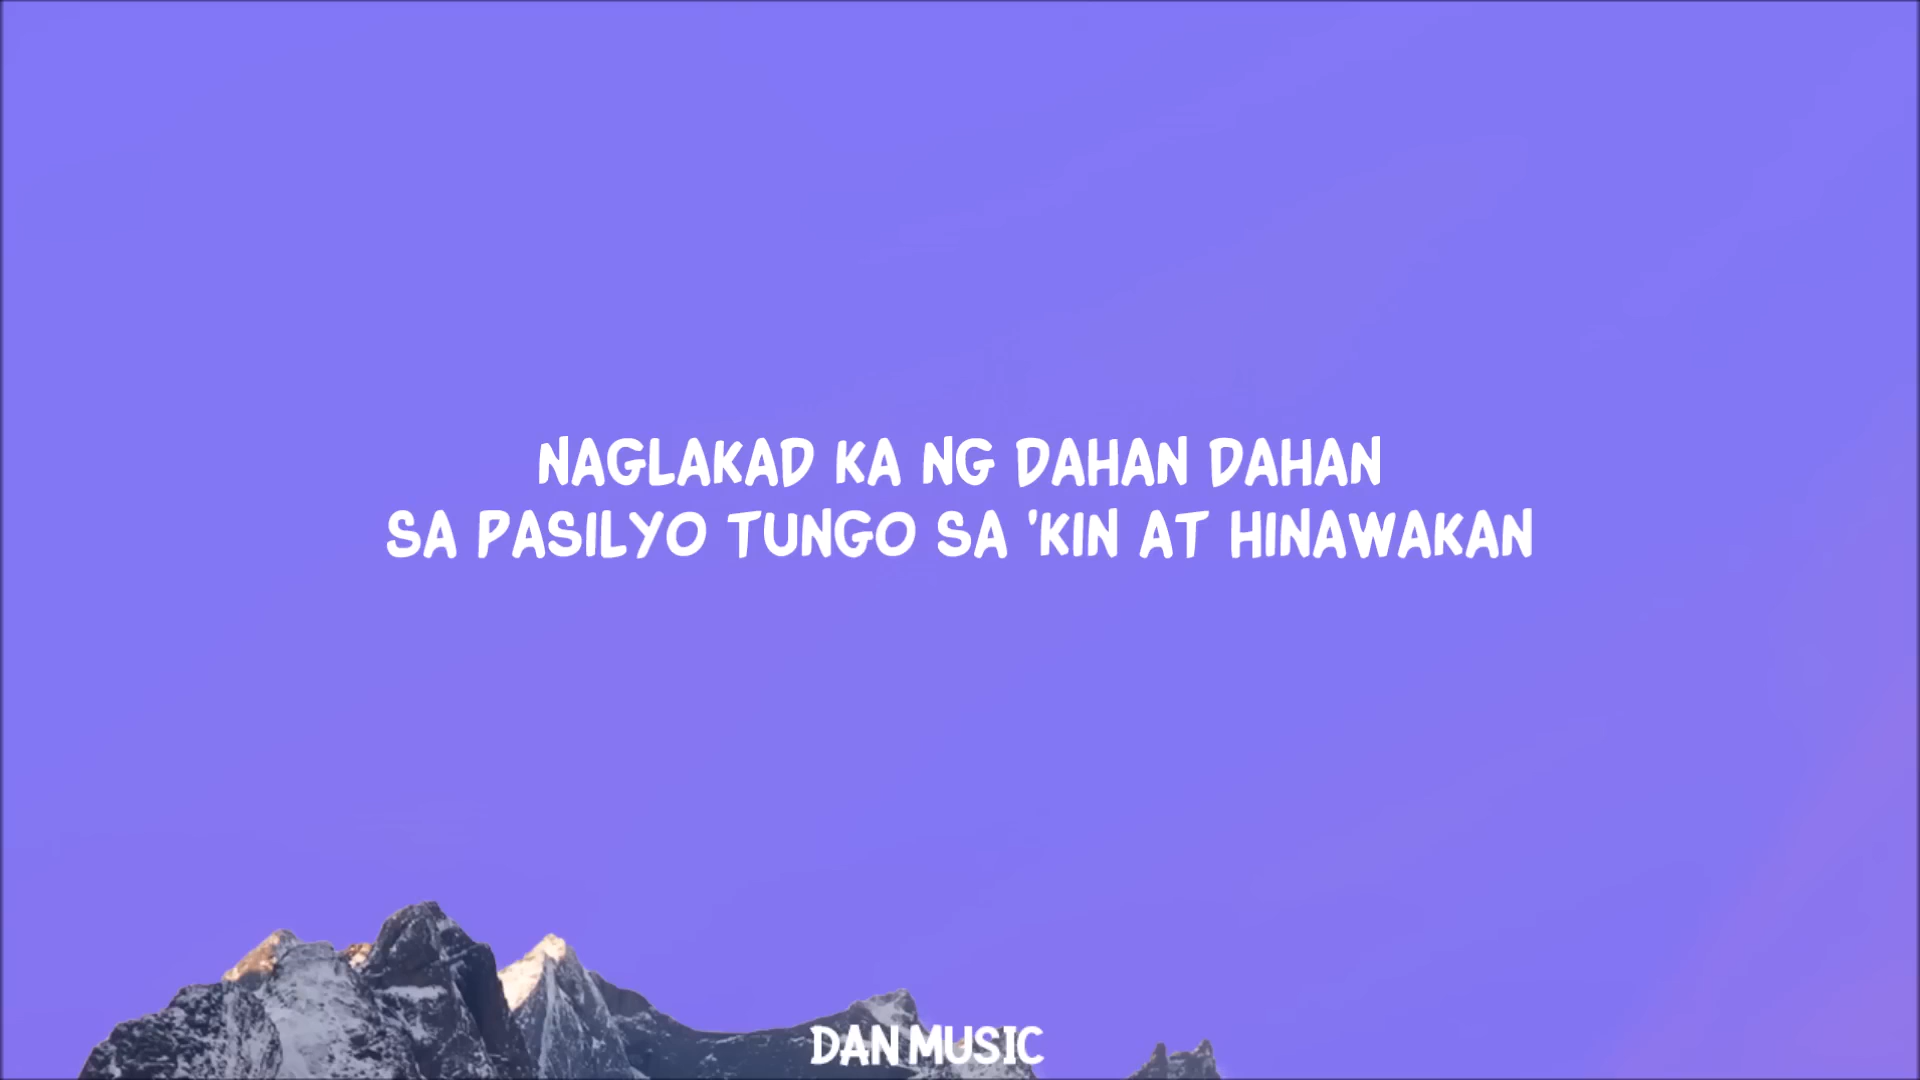 NAGLAKAD KA NG DAHAN DAHAN
SA PASILYO TUNGO SA 'KIN AT HINAWAKAN
DAN MUSIC